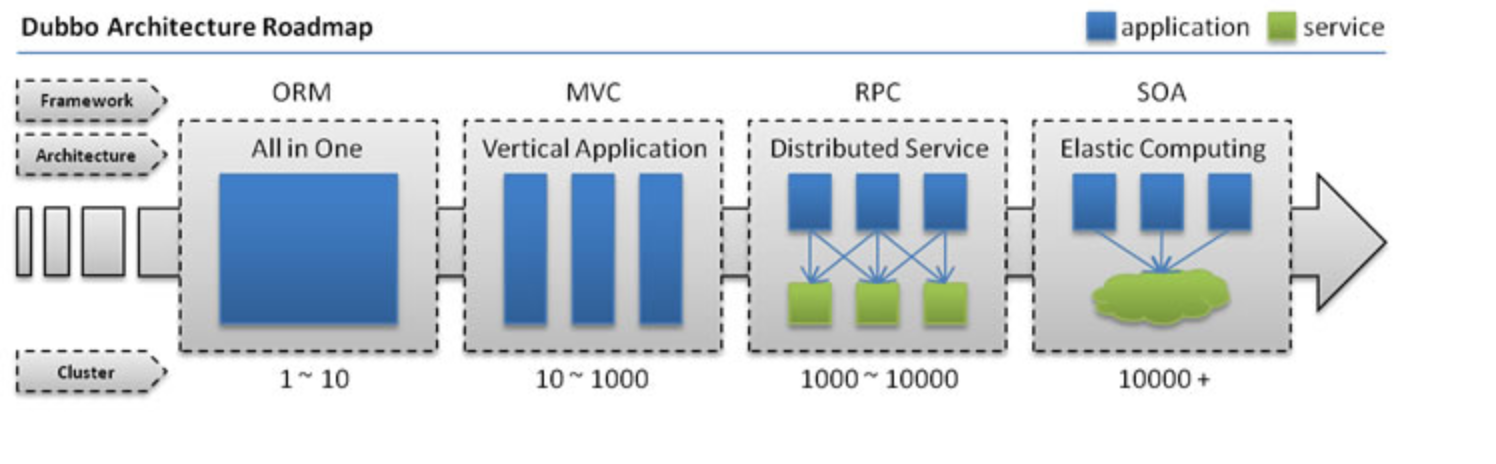 Dubbo Architecture Roadmap
application
service
Framework
ORM
MVC
RPC
SOA
Architecture
All in One
Vertical Application
Distributed Service
Elastic Computing
Cluster
1 ~ 10
10 ~ 1000
1000 ~ 10000
10000 +